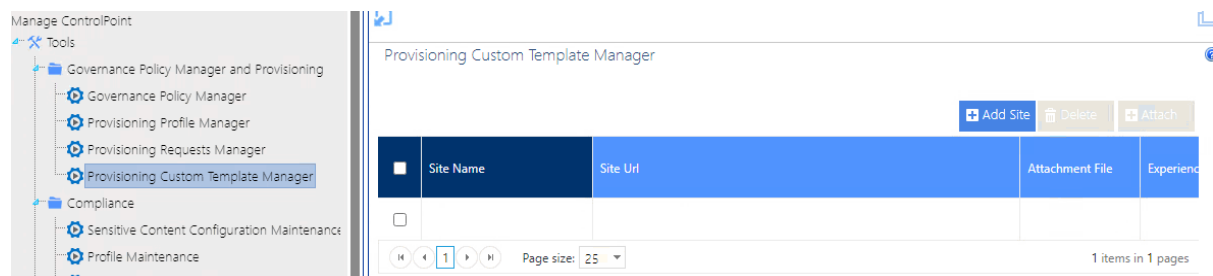 Manage ControlPoint
Tools
Governance Policy Manager and Provisioning
Governance Policy Manager
Provisioning Profile Manager
Provisioning Requests Manager
Provisioning Custom Template Manager
Compliance
Sensitive Content Configuration Maintenance
Profile Maintenance
Provisioning Custom Template Manager
Add Site Delete Attach
Site Name Site Url Attachment File Experienc
1 Page size: 25 1 items in 1 pages